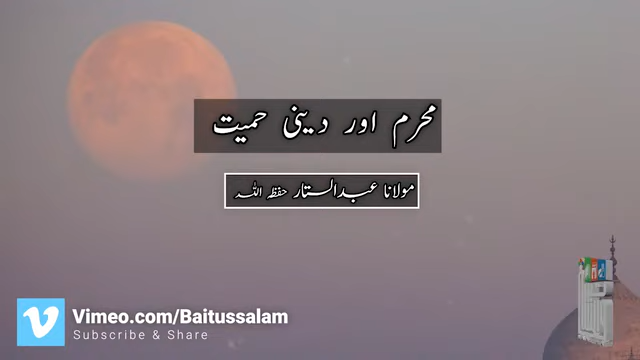 محرم اور دینی حمیت
مولانا عبدالستار حفظہ اللہ
Vimeo.com/Baitussalam
Subscribe & Share